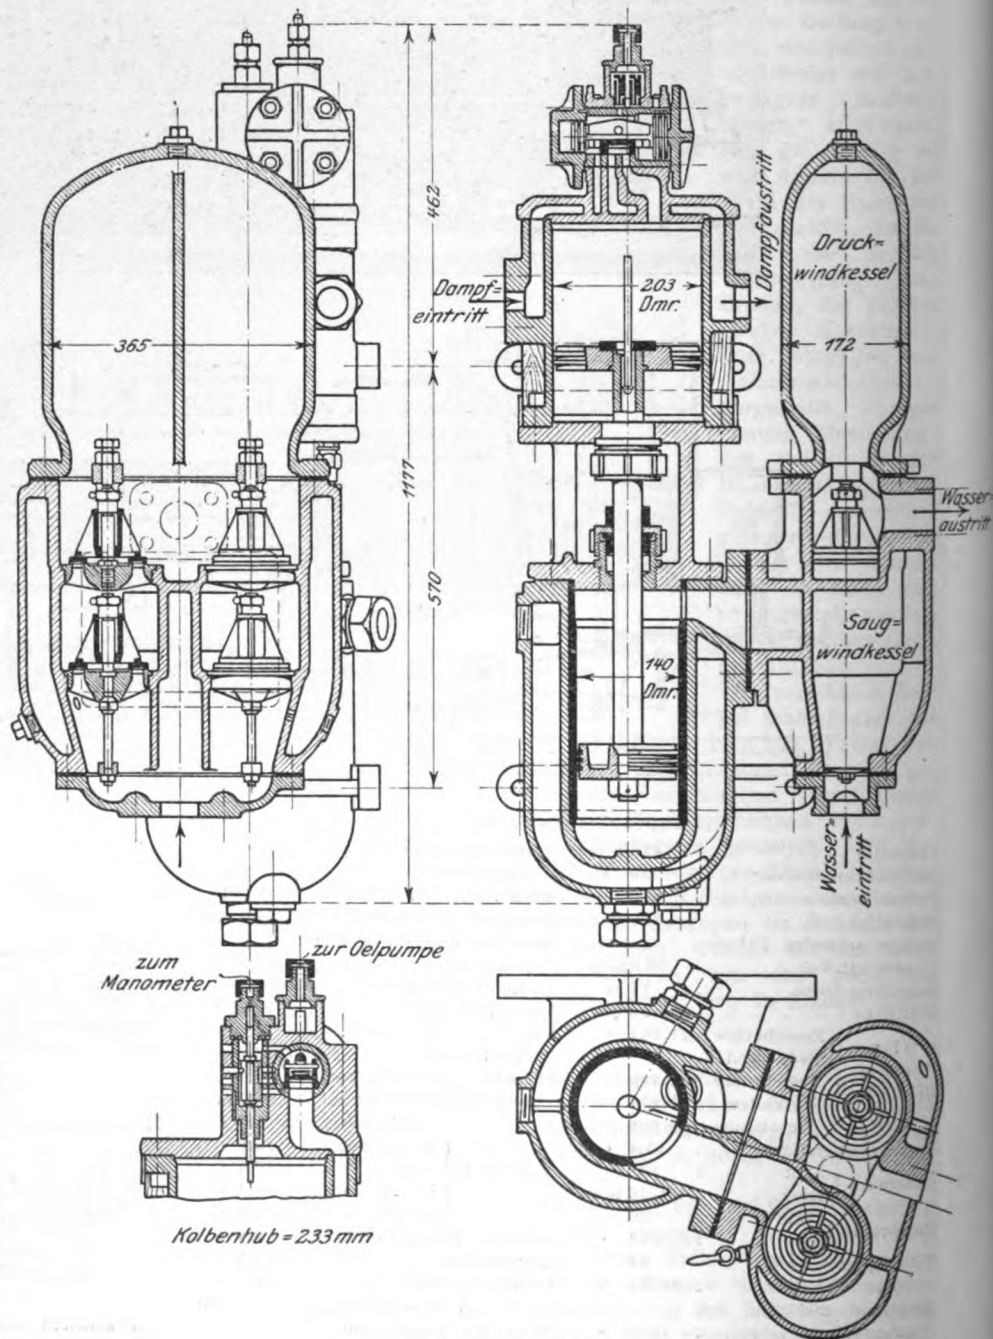 462
Dampfaustritt
Druck=
windkessel
Dampf=
eintritt
203
Dmr.
365
172
1177
Wasser=
austritt
570
Saug=
windkessel
140
Dmr.
Wasser=
eintritt
zum
Manometer
zur Oelpumpe
Kolbenhub = 233 mm